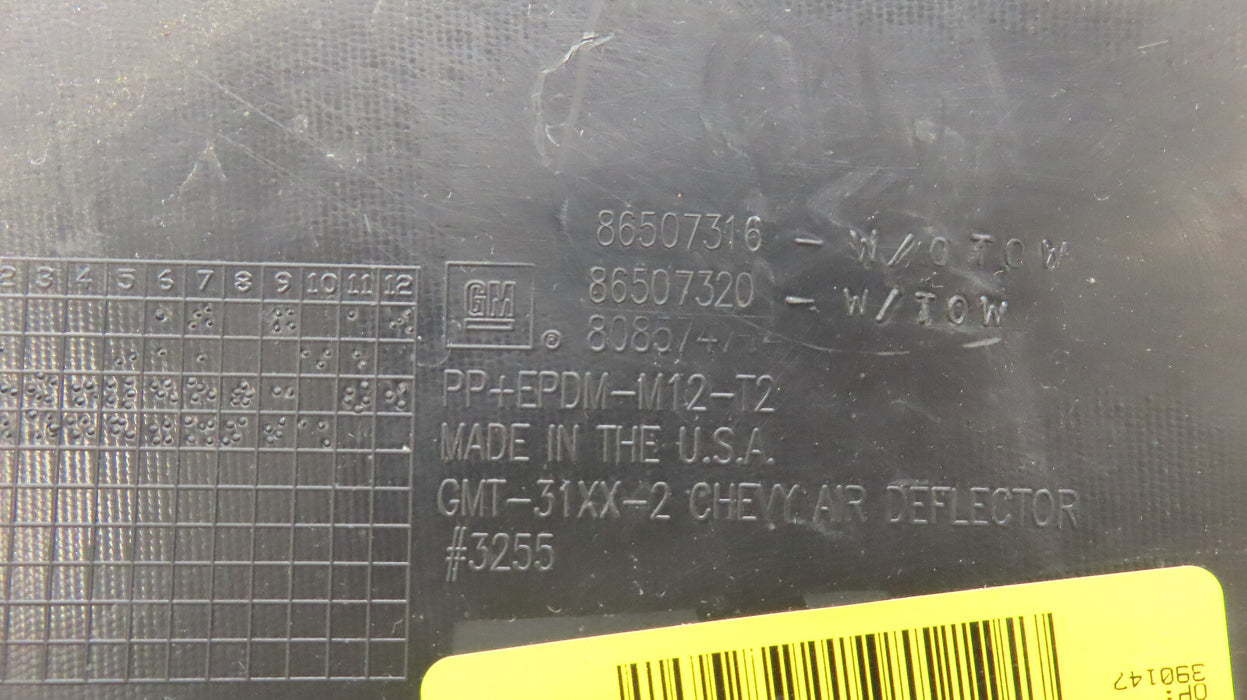 86507316 - W/O TOW
86507320 - W/TOW
GM ®
PP+EPDM-M12-T2
MADE IN THE U.S.A.
GMT-31XX-2 CHEVY AIR DEFLECTOR
#3255
2 3 4 5 6 7 8 9 10 11 12
OP:
390147